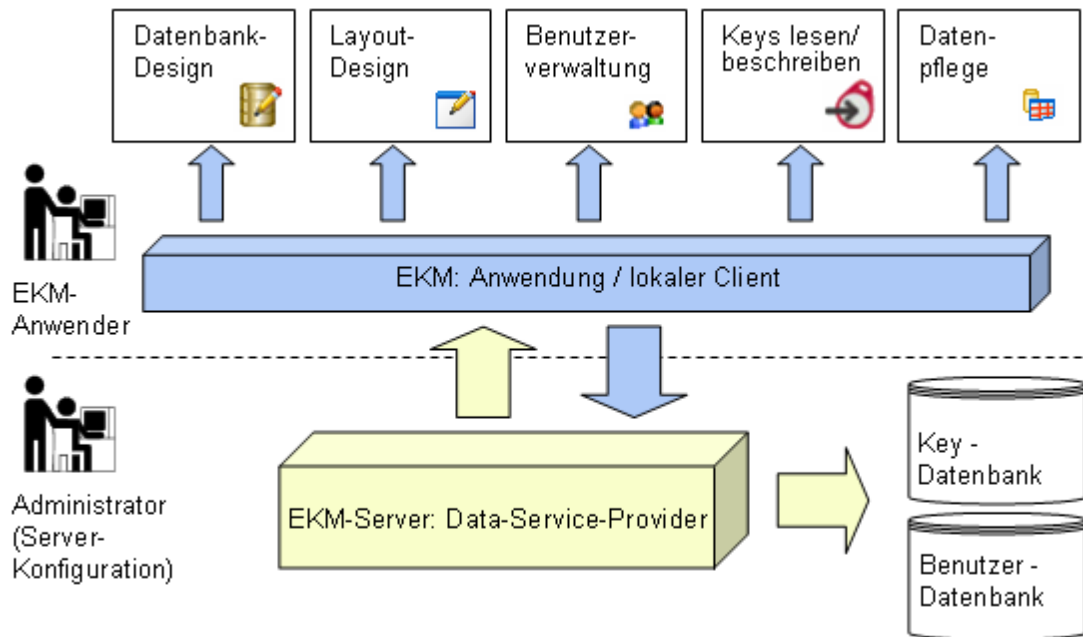 Datenbank-
Design
Layout-
Design
Benutzer-
verwaltung
Keys lesen/
beschreiben
Daten-
pflege
EKM: Anwendung / lokaler Client
EKM-
Anwender
Administrator
(Server-
Konfiguration)
EKM-Server: Data-Service-Provider
Key -
Datenbank
Benutzer -
Datenbank